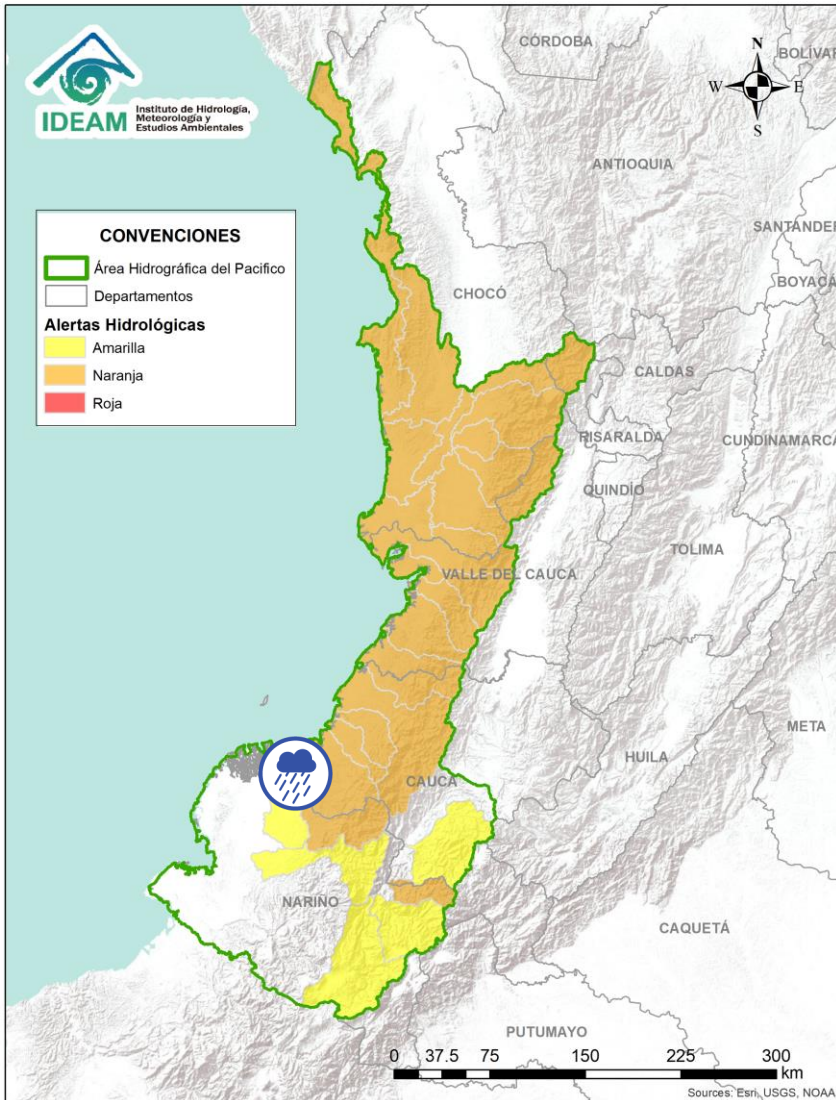 IDEAM
Instituto de Hidrología,
Meteorología y
Estudios Ambientales
CÓRDOBA
BOLÍVAR
N
W
E
S
ANTIOQUIA
SANTANDER
BOYACÁ
CONVENCIONES
Área Hidrográfica del Pacifico
Departamentos
Alertas Hidrológicas
Amarilla
Naranja
Roja
CHOCÓ
CALDAS
RISARALDA
CUNDINAMARCA
QUINDÍO
TOLIMA
VALLE DEL CAUCA
META
HUILA
CAUCA
NARIÑO
CAQUETÁ
PUTUMAYO
0 37.5 75 150 225 300
km
Sources: Esri, USGS, NOAA